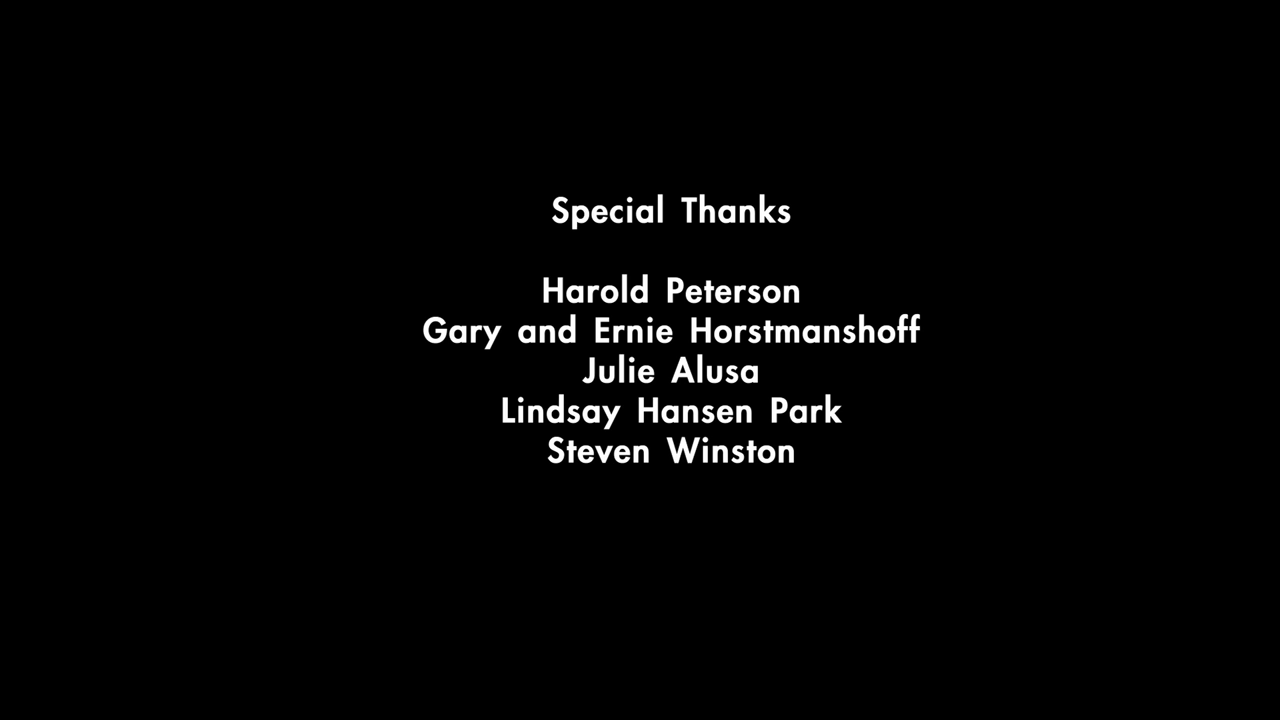 Special Thanks
Harold Peterson
Gary and Ernie Horstmanshoff
Julie Alusa
Lindsay Hansen Park
Steven Winston